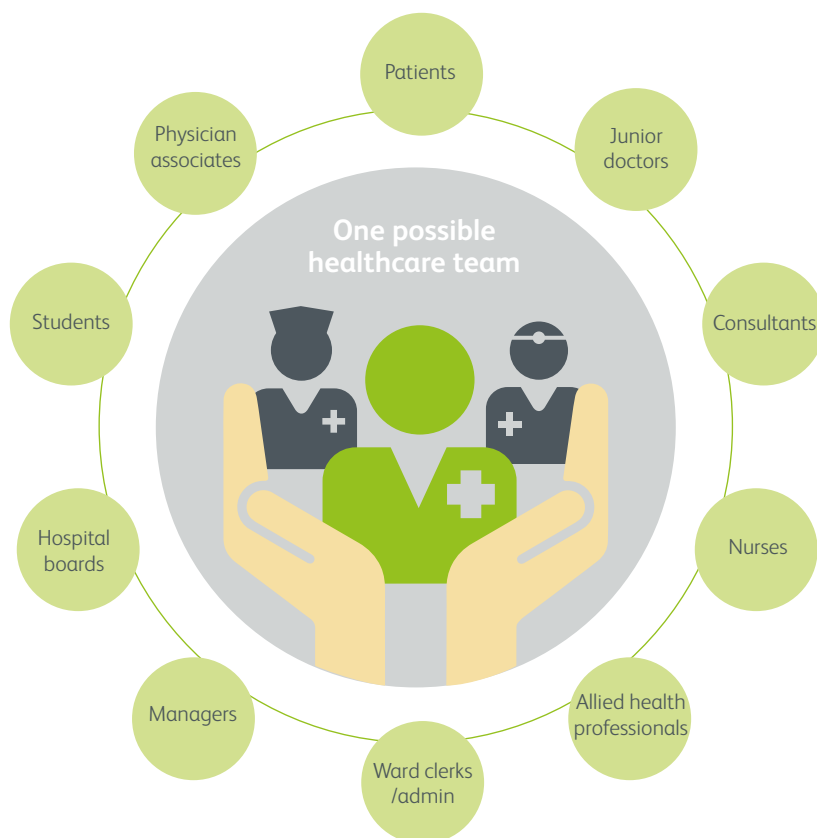 One possible
healthcare team
Patients
Junior
doctors
Consultants
Nurses
Allied health
professionals
Ward clerks
/admin
Managers
Hospital
boards
Students
Physician
associates